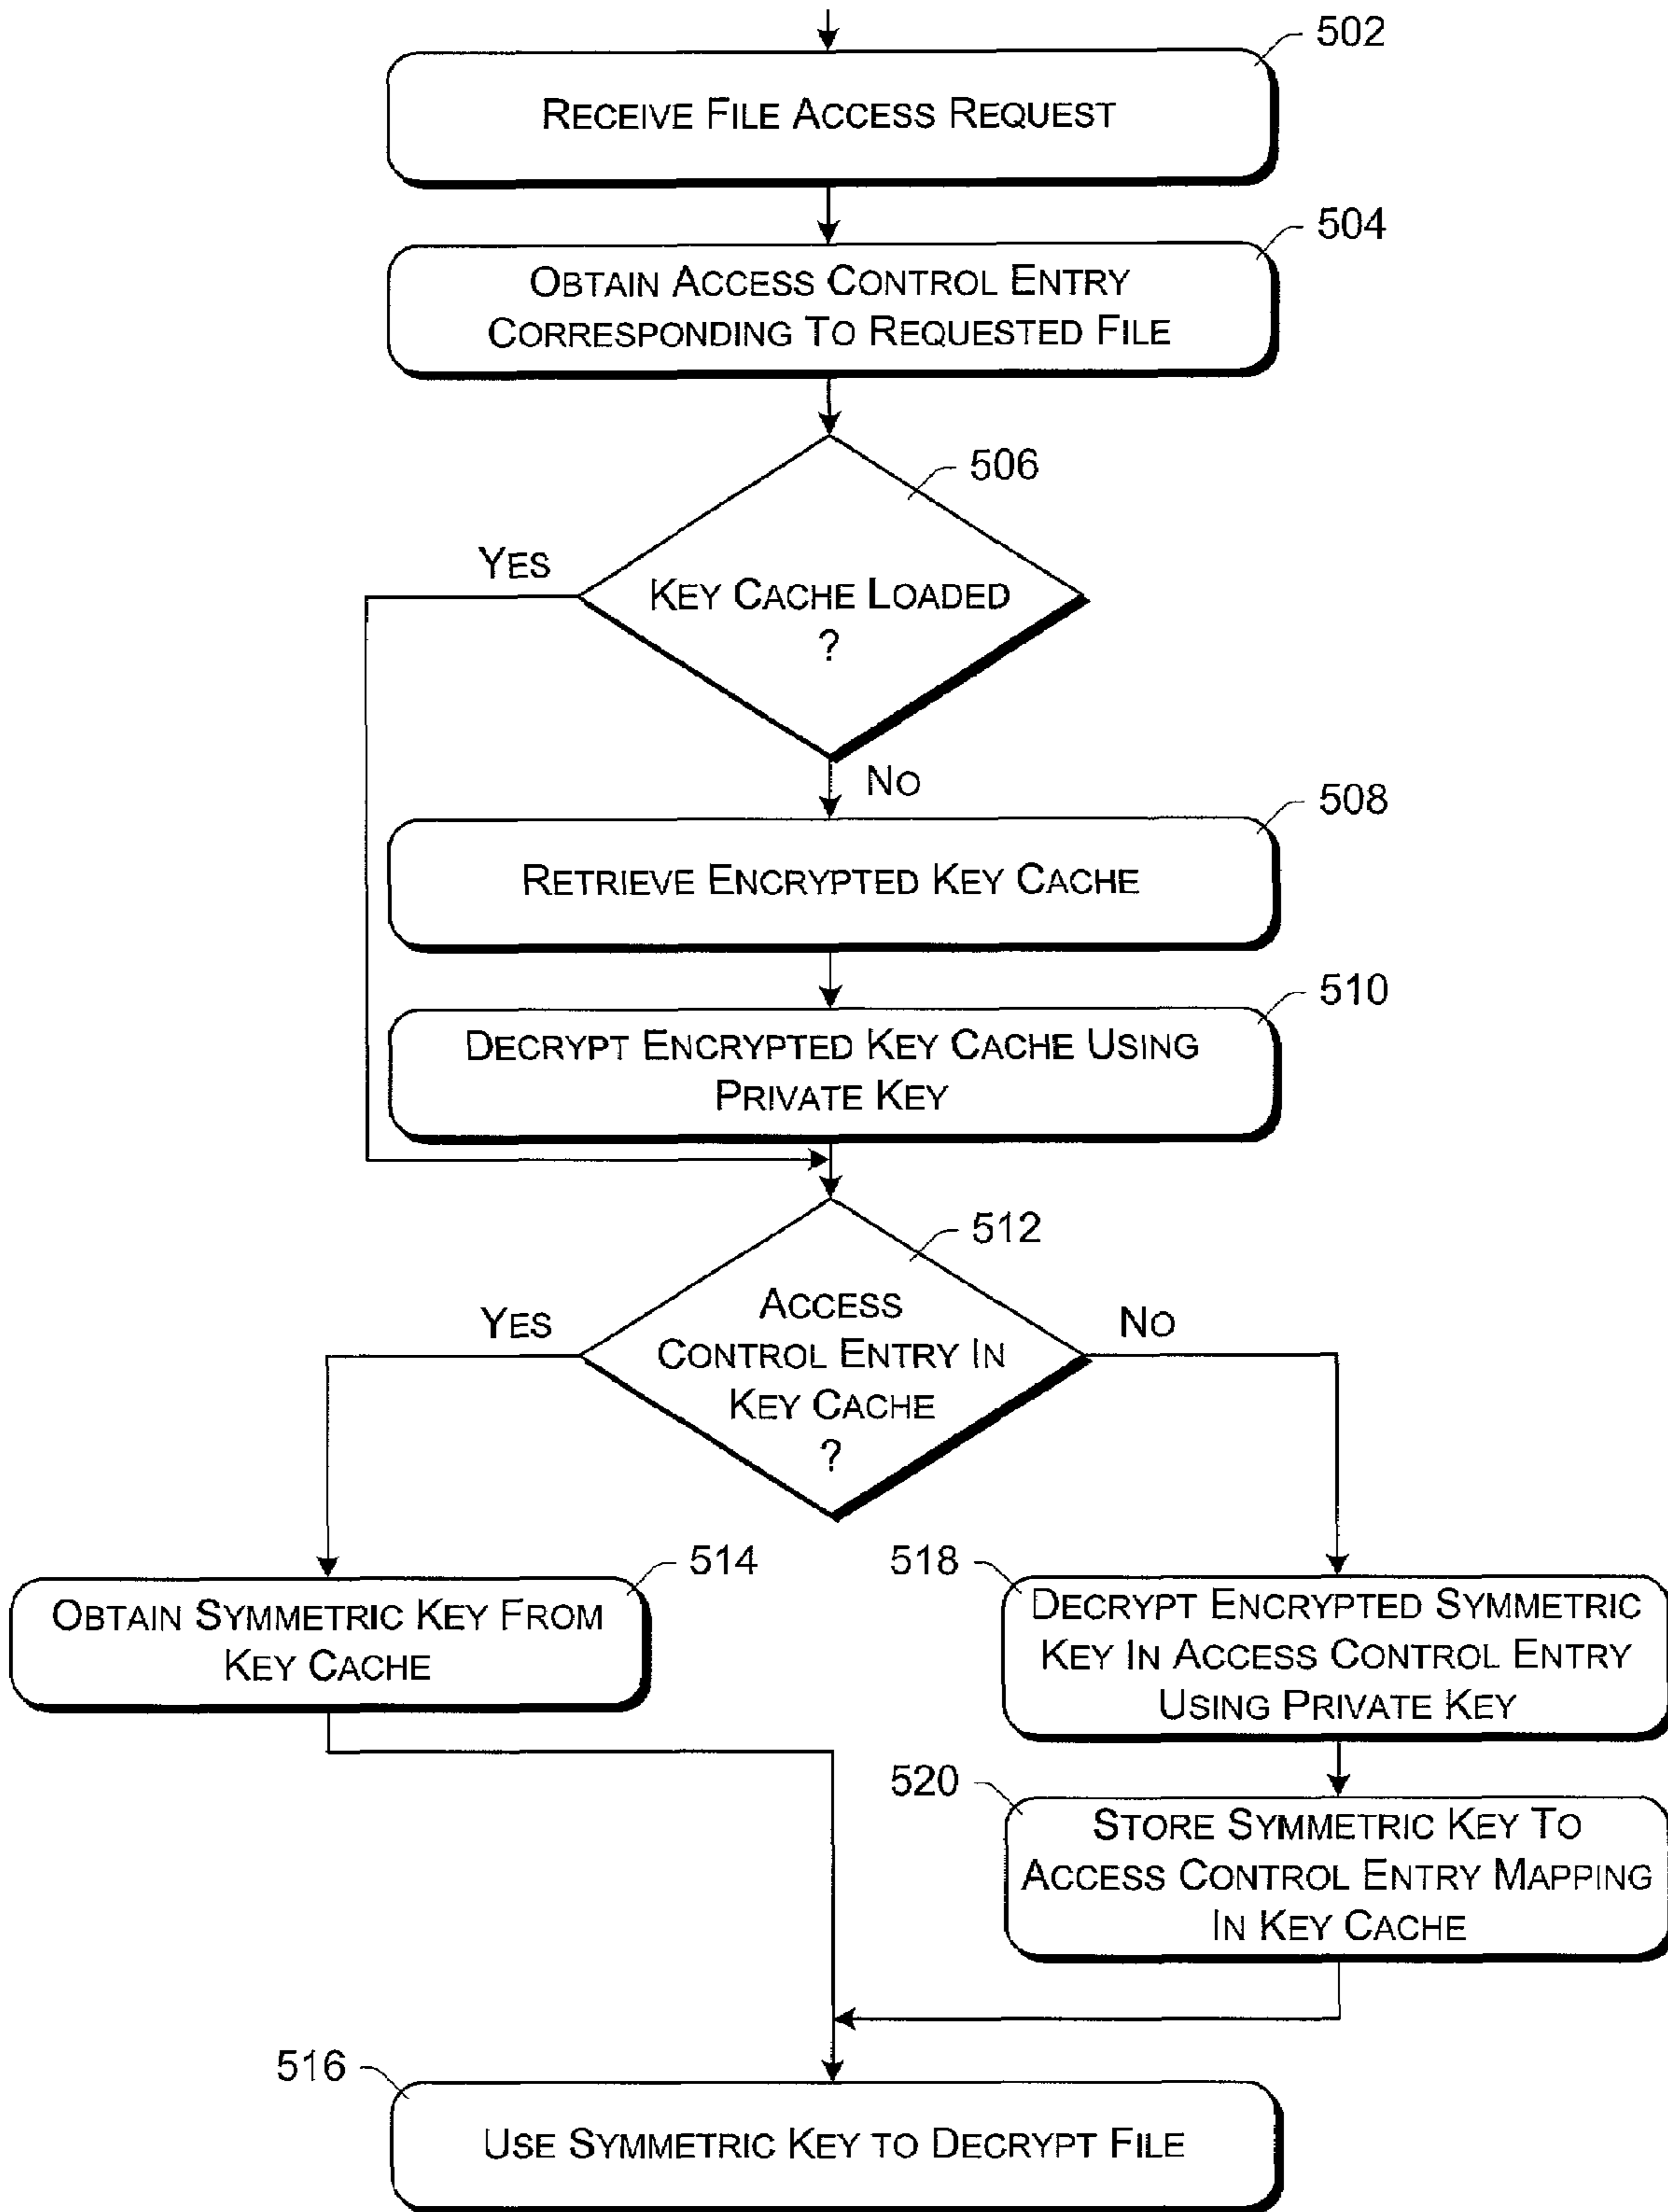 502
RECEIVE FILE ACCESS REQUEST
504
OBTAIN ACCESS CONTROL ENTRY
CORRESPONDING TO REQUESTED FILE
506
YES
KEY CACHE LOADED
?
NO
508
RETRIEVE ENCRYPTED KEY CACHE
510
DECRYPT ENCRYPTED KEY CACHE USING
PRIVATE KEY
512
YES
ACCESS
CONTROL ENTRY IN
KEY CACHE
?
NO
514
OBTAIN SYMMETRIC KEY FROM
KEY CACHE
518
DECRYPT ENCRYPTED SYMMETRIC
KEY IN ACCESS CONTROL ENTRY
USING PRIVATE KEY
520
STORE SYMMETRIC KEY TO
ACCESS CONTROL ENTRY MAPPING
IN KEY CACHE
516
USE SYMMETRIC KEY TO DECRYPT FILE